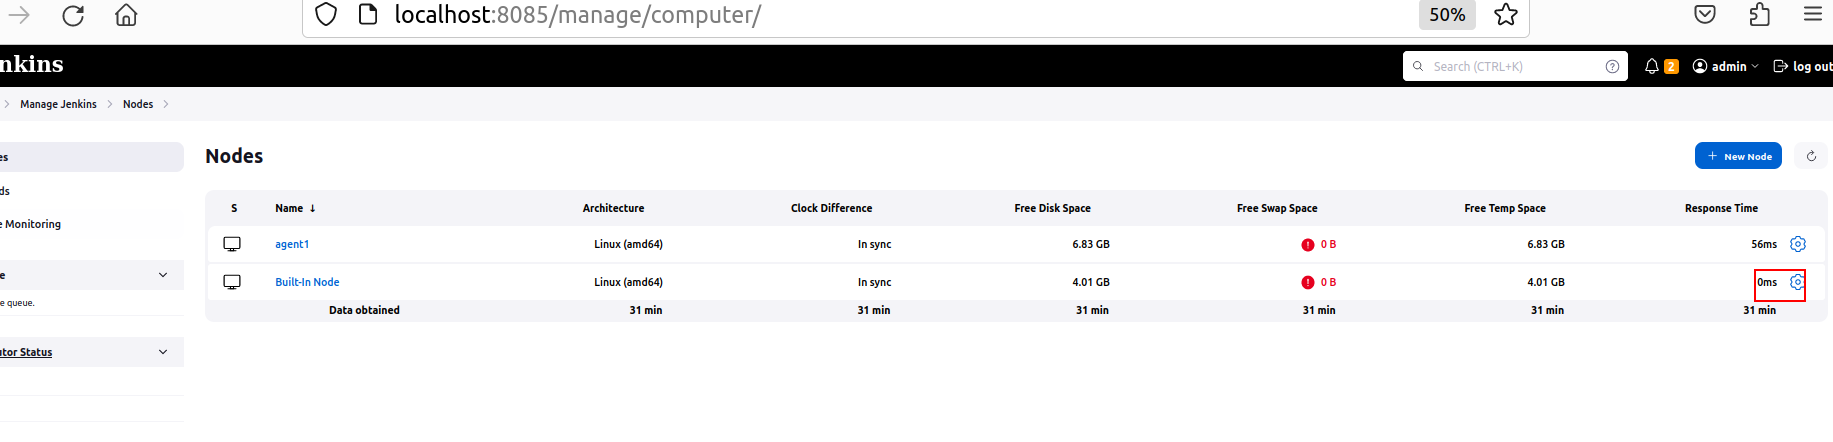 localhost:8085/manage/computer/
50%
nkins
Search (CTRL+K)
2
admin
log out
Manage Jenkins
Nodes
es
Nodes
+ New Node
ds
e Monitoring
S Name ↓ Architecture Clock Difference Free Disk Space Free Swap Space Free Temp Space Response Time
agent1 Linux (amd64) In sync 6.83 GB 0 B 6.83 GB 56ms
e
Built-In Node Linux (amd64) In sync 4.01 GB 0 B 4.01 GB 0ms
e queue.
Data obtained 31 min 31 min 31 min 31 min 31 min 31 min
utor Status